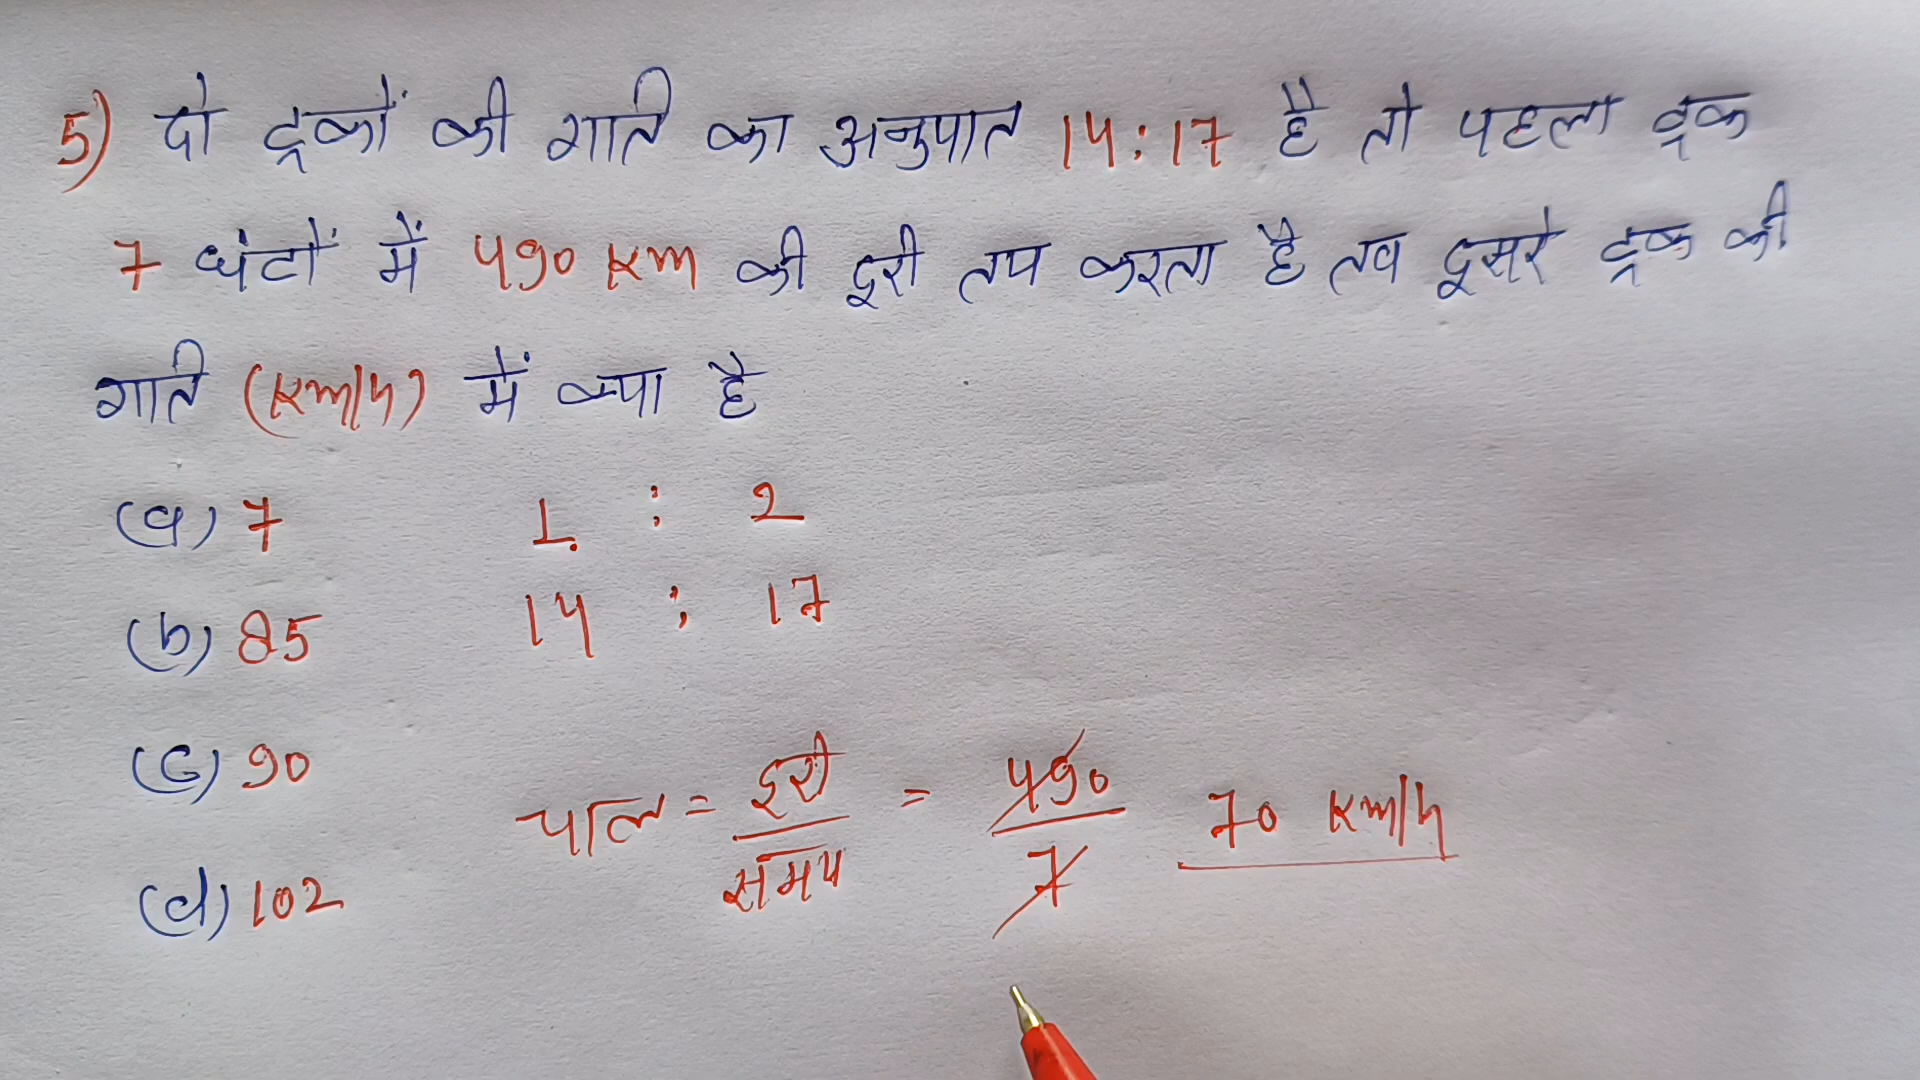 5) दो ट्रकों की गति का अनुपात 14:17 है तो पहला ट्रक
7 घंटों में 490 km की दूरी तय करता है तब दूसरे ट्रक की
गति (km/h) में क्या है
(a) 7
1. : 2
(b) 85
14 : 17
(c) 90
चाल = दूरी / समय = 490 / 7 70 km/h
(d) 102